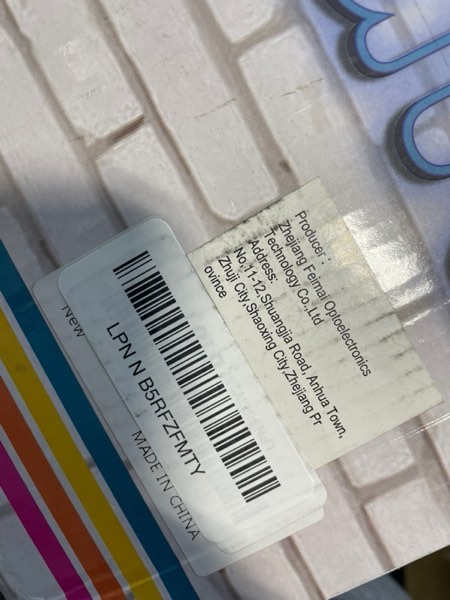 Producer :
Zhejiang Feimai Optoelectronics
Technology Co.,Ltd
Address:
No.11-12,Shuangjia Road, Anhua Town,
Zhuji City,Shaoxing City,Zhejiang Pr
ovince
LPN N B5RFZFMTY
New
MADE IN CHINA